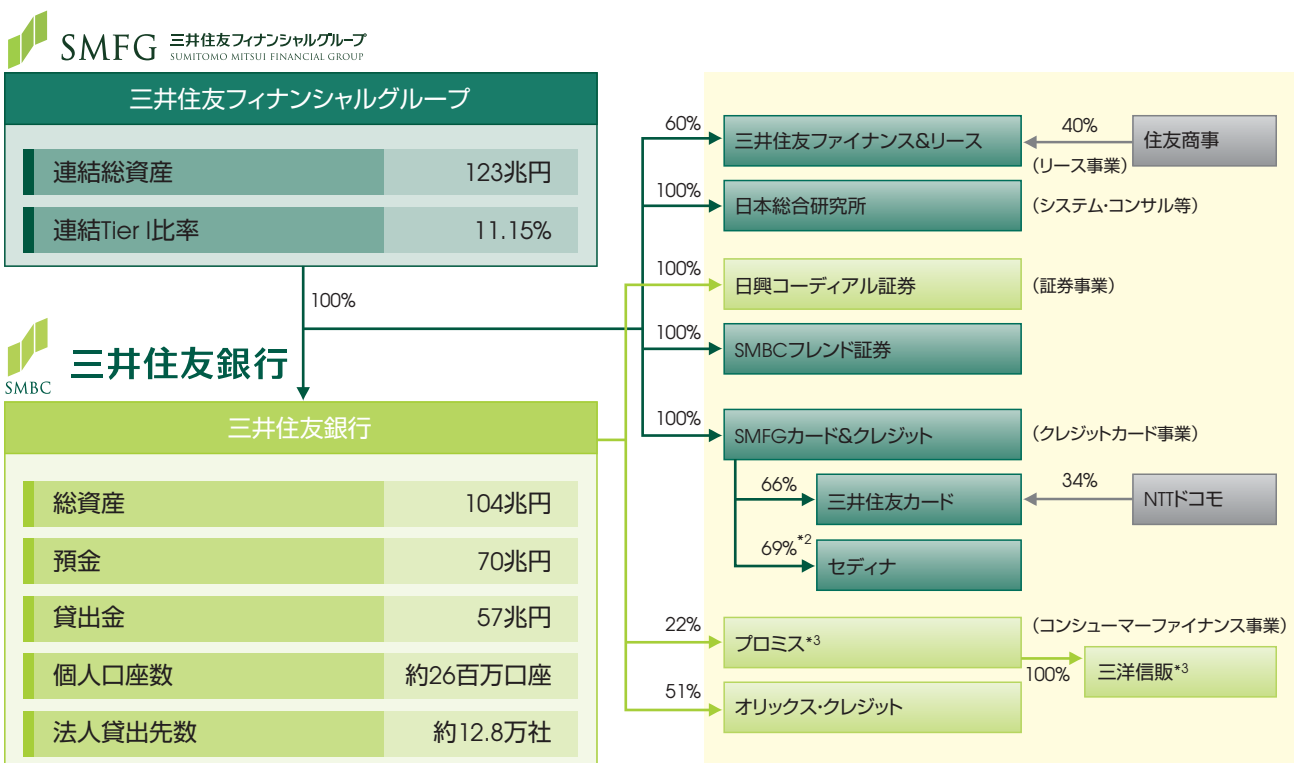 SMFG 三井住友フィナンシャルグループ
SUMITOMO MITSUI FINANCIAL GROUP
三井住友フィナンシャルグループ
連結総資産 123兆円
連結Tier I比率 11.15%
100%
SMBC 三井住友銀行
三井住友銀行
総資産 104兆円
預金 70兆円
貸出金 57兆円
個人口座数 約26百万口座
法人貸出先数 約12.8万社
60% 三井住友ファイナンス&リース 40% 住友商事
(リース事業)
100% 日本総合研究所 (システム・コンサル等)
100% 日興コーディアル証券 (証券事業)
100% SMBCフレンド証券
100% SMFGカード&クレジット (クレジットカード事業)
66% 三井住友カード 34% NTTドコモ
69%*2 セディナ
22% プロミス*3 (コンシューマーファイナンス事業)
100% 三洋信販*3
51% オリックス・クレジット